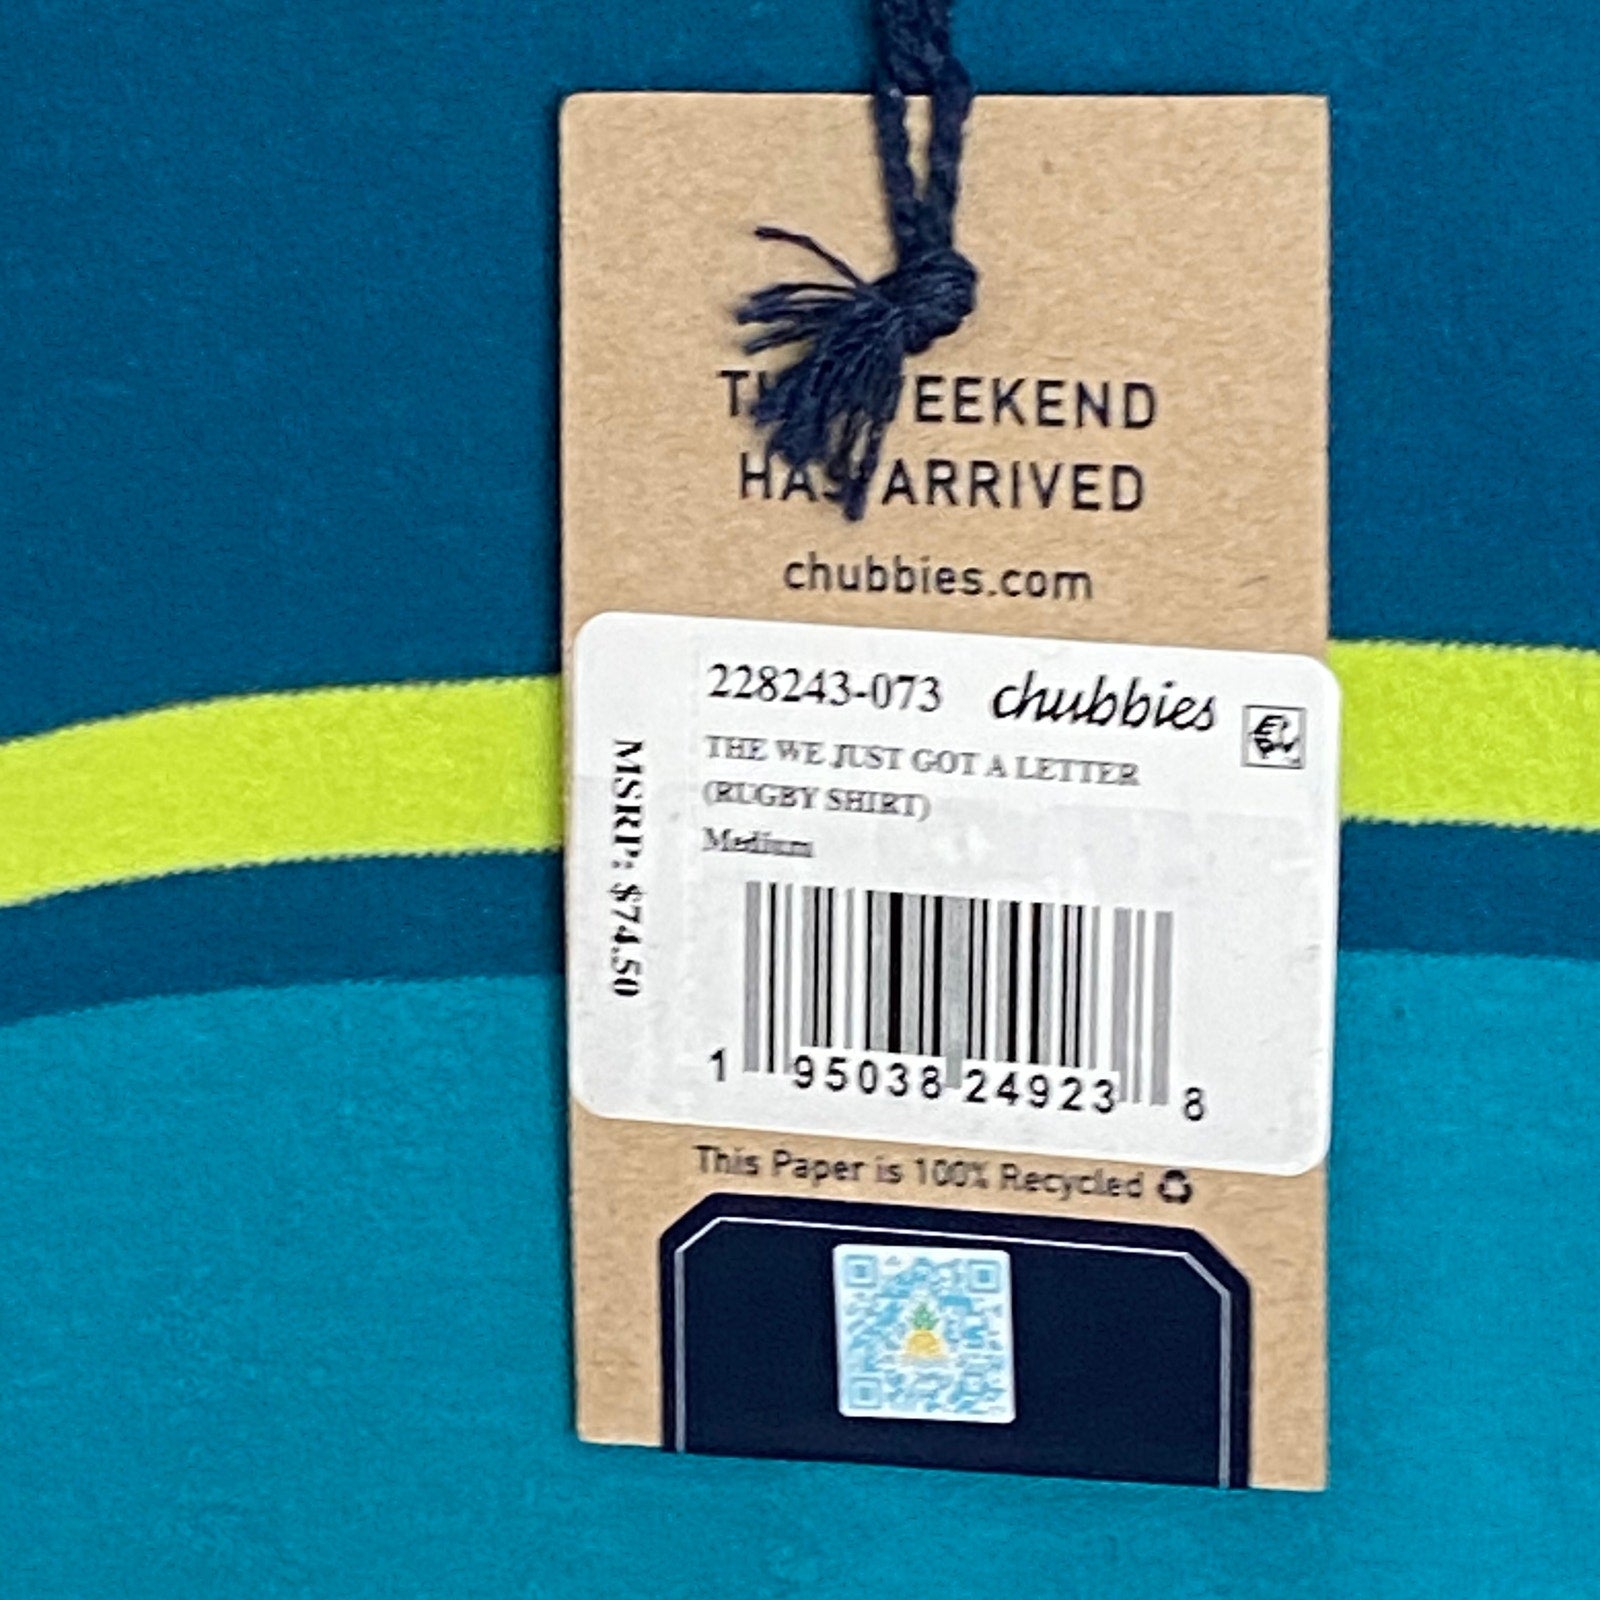 WEEKEND
HAS ARRIVED
chubbies.com
228243-073 chubbies
THE WE JUST GOT A LETTER
(RUGBY SHIRT)
Medium
MSRP: $74.50
1 95038 24923 8
This Paper is 100% Recycled